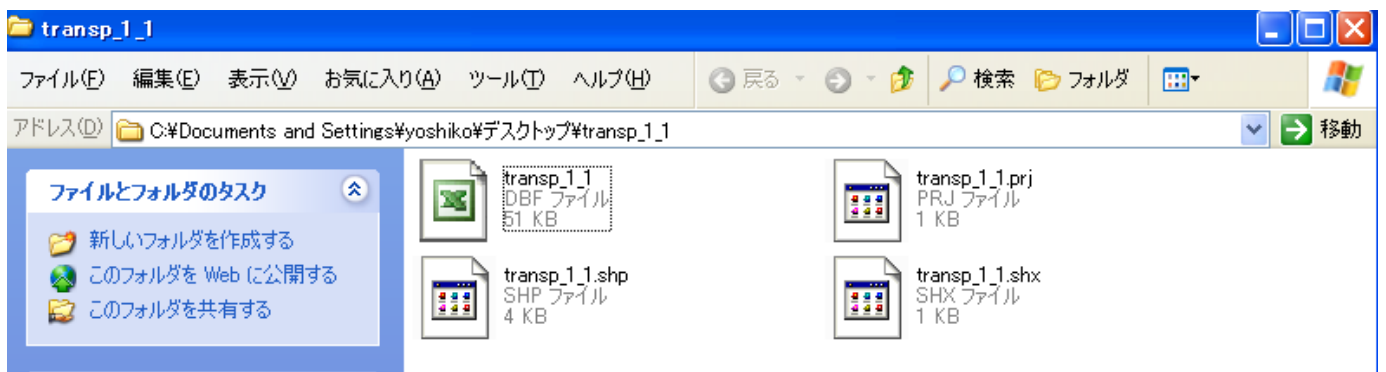 transp_1_1
ファイル(F) 編集(E) 表示(V) お気に入り(A) ツール(T) ヘルプ(H) 戻る 検索 フォルダ
アドレス(D) C:¥Documents and Settings¥yoshiko¥デスクトップ¥transp_1_1 移動
ファイルとフォルダのタスク
新しいフォルダを作成する
このフォルダを Web に公開する
このフォルダを共有する
transp_1_1
DBF ファイル
51 KB
transp_1_1.prj
PRJ ファイル
1 KB
transp_1_1.shp
SHP ファイル
4 KB
transp_1_1.shx
SHX ファイル
1 KB